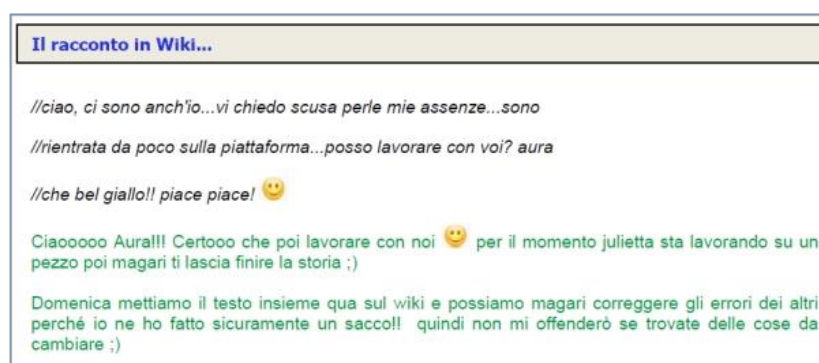 Il racconto in Wiki...
//ciao, ci sono anch'io...vi chiedo scusa perle mie assenze...sono
//rientrata da poco sulla piattaforma...posso lavorare con voi? aura
//che bel giallo!! piace piace!
Ciaooooo Aura!!! Certooo che poi lavorare con noi per il momento julietta sta lavorando su un
pezzo poi magari ti lascia finire la storia ;)
Domenica mettiamo il testo insieme qua sul wiki e possiamo magari correggere gli errori dei altri
perché io ne ho fatto sicuramente un sacco!! quindi non mi offenderò se trovate delle cose da
cambiare ;)